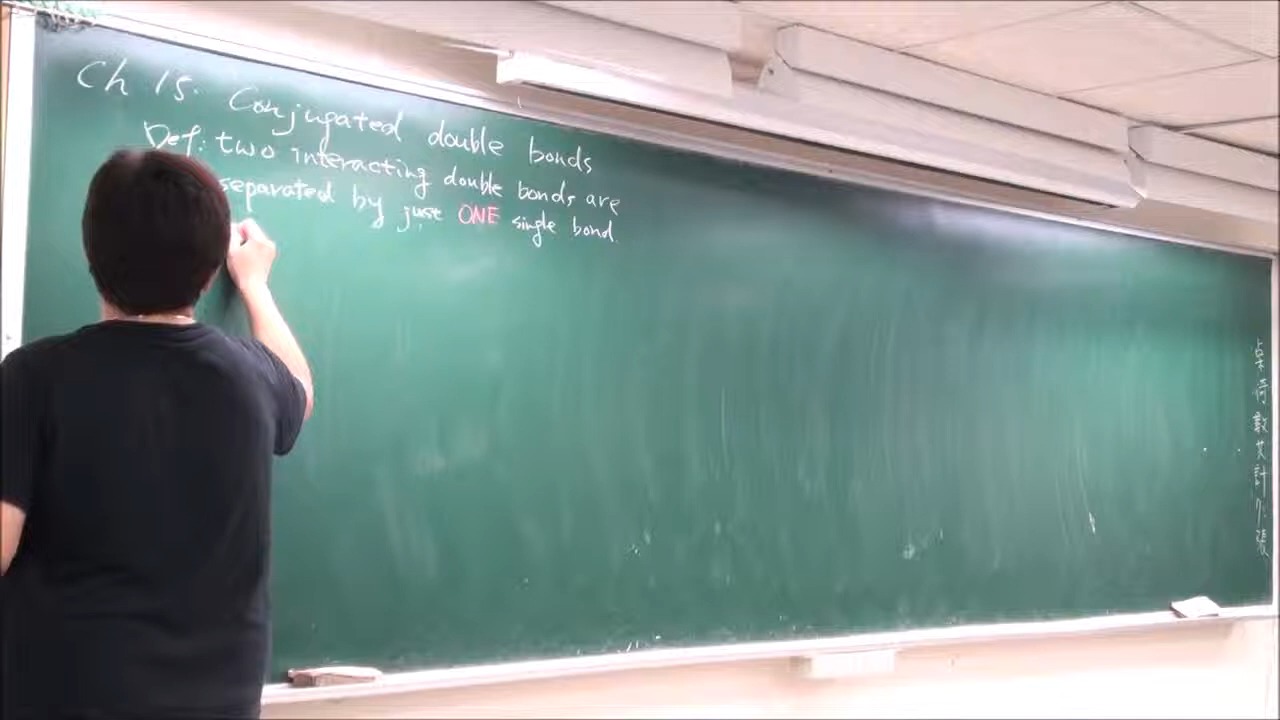 Ch 15. Conjugated double bonds
Def: two interacting double bonds are
separated by just ONE single bond.